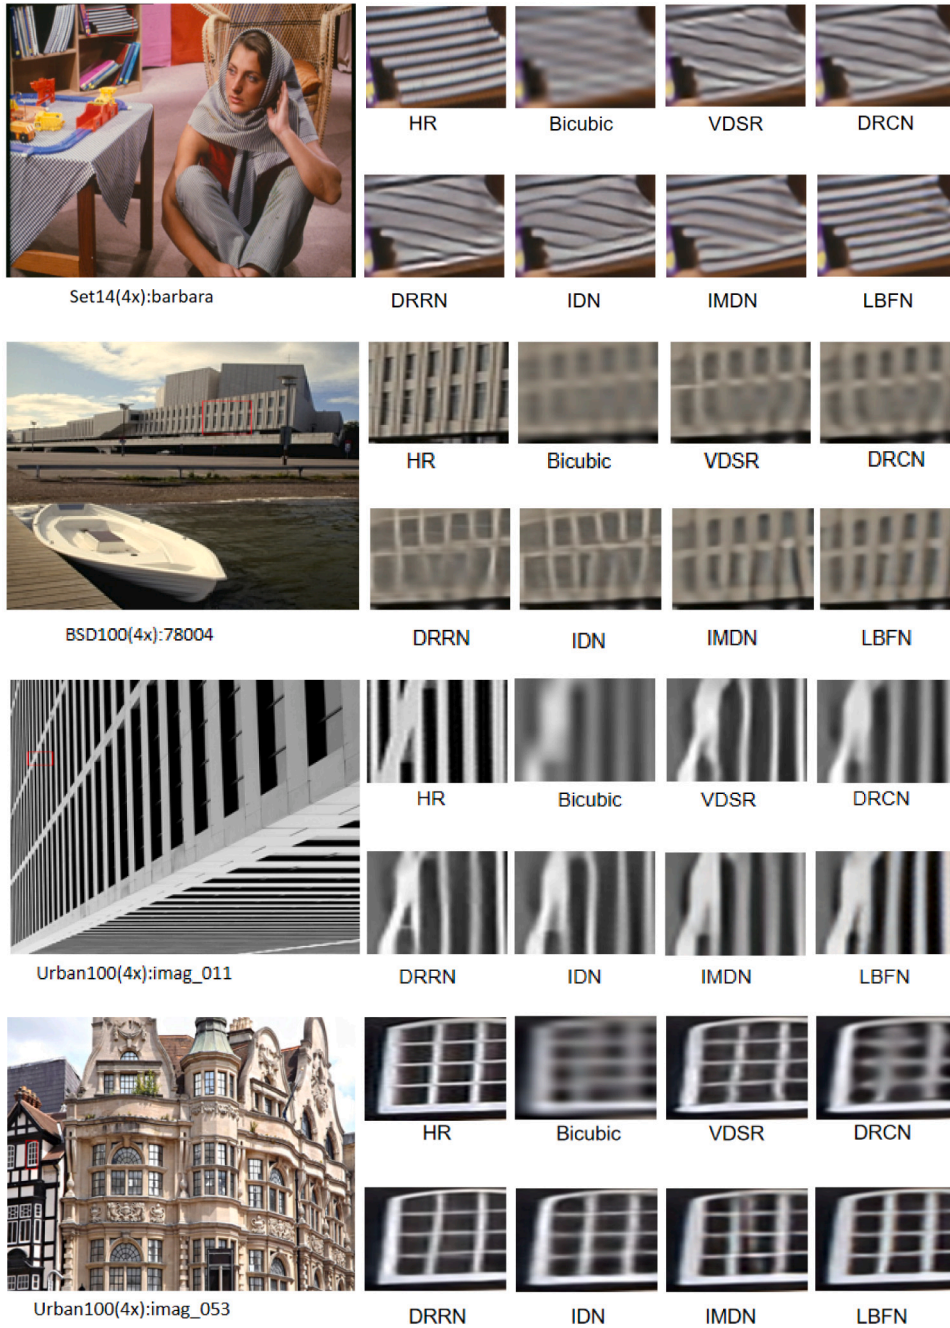 HR Bicubic VDSR DRCN
DRRN IDN IMDN LBFN
Set14(4x):barbara
HR Bicubic VDSR DRCN
DRRN IDN IMDN LBFN
BSD100(4x):78004
HR Bicubic VDSR DRCN
DRRN IDN IMDN LBFN
Urban100(4x):imag_011
HR Bicubic VDSR DRCN
DRRN IDN IMDN LBFN
Urban100(4x):imag_053